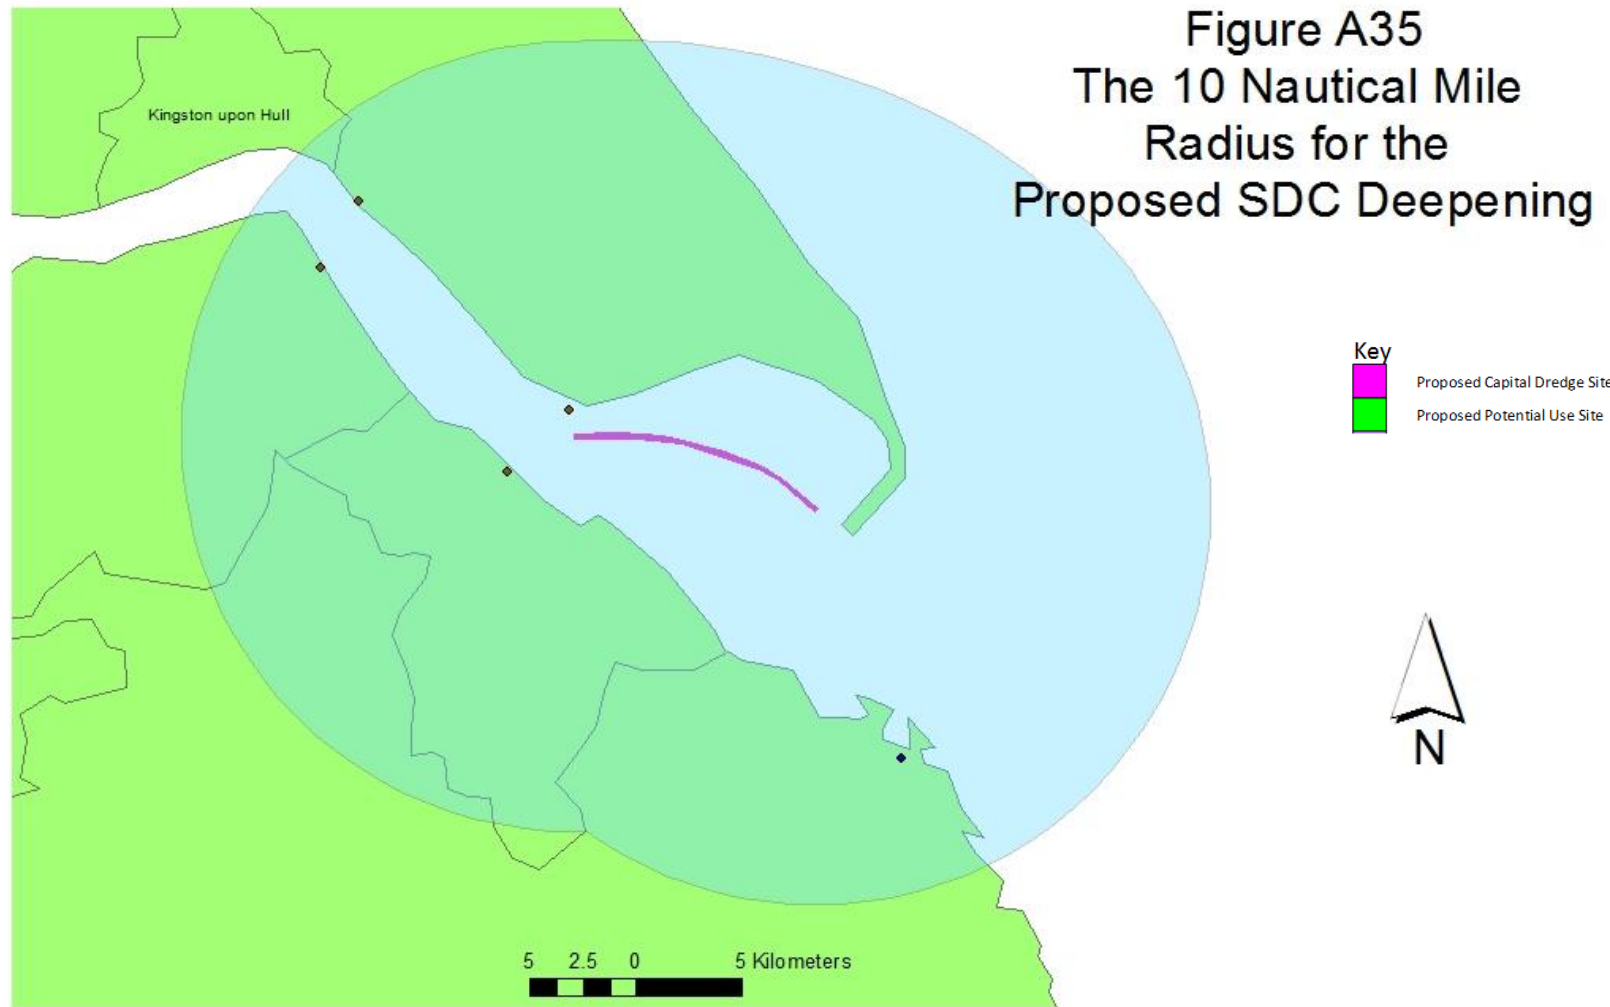 Figure A35
The 10 Nautical Mile
Radius for the
Proposed SDC Deepening
Kingston upon Hull
Key
Proposed Capital Dredge Site
Proposed Potential Use Site
N
5 2.5 0 5 Kilometers